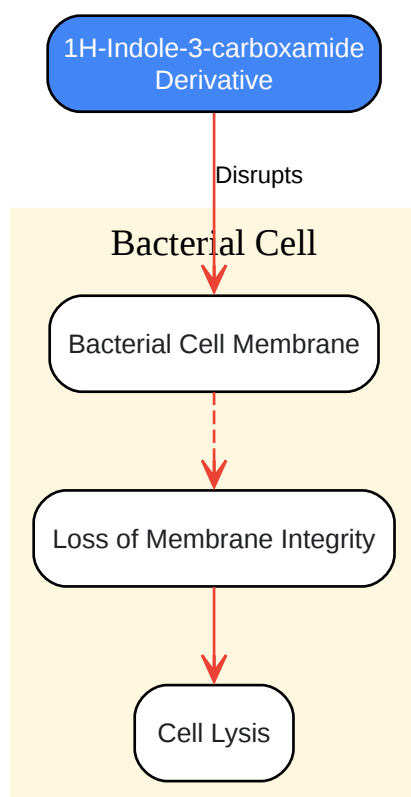 1H-Indole-3-carboxamide
Derivative
Disrupts
Bacterial Cell
Bacterial Cell Membrane
Loss of Membrane Integrity
Cell Lysis